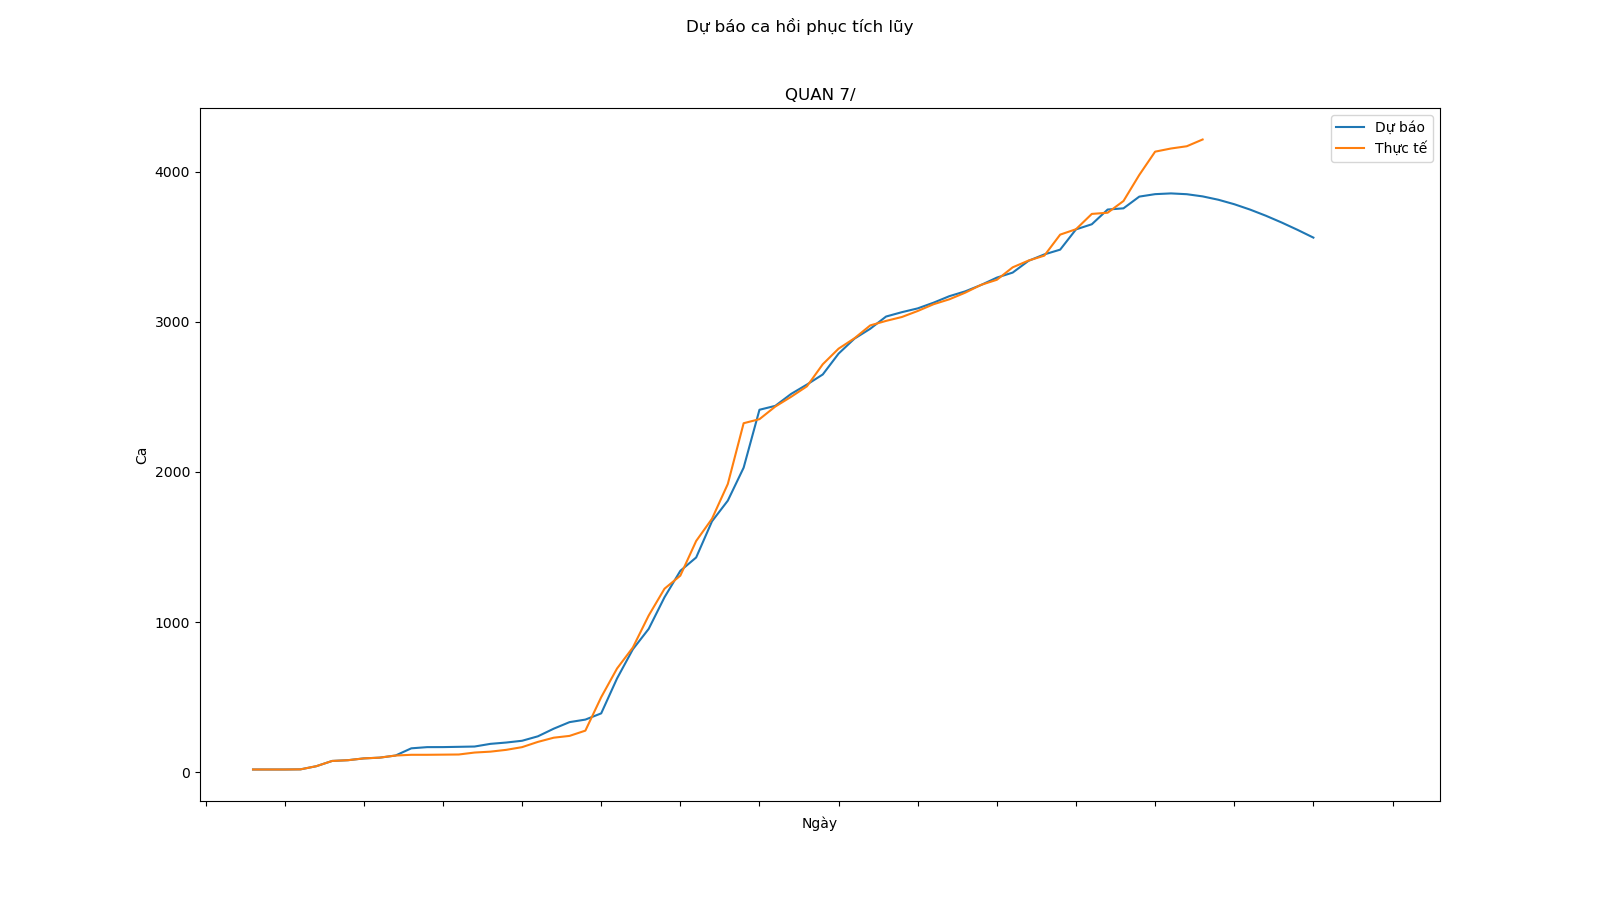 Dự báo ca hồi phục tích lũy
QUAN 7/
Dự báo
Thực tế
4000
3000
2000
1000
0
Ca
Ngày